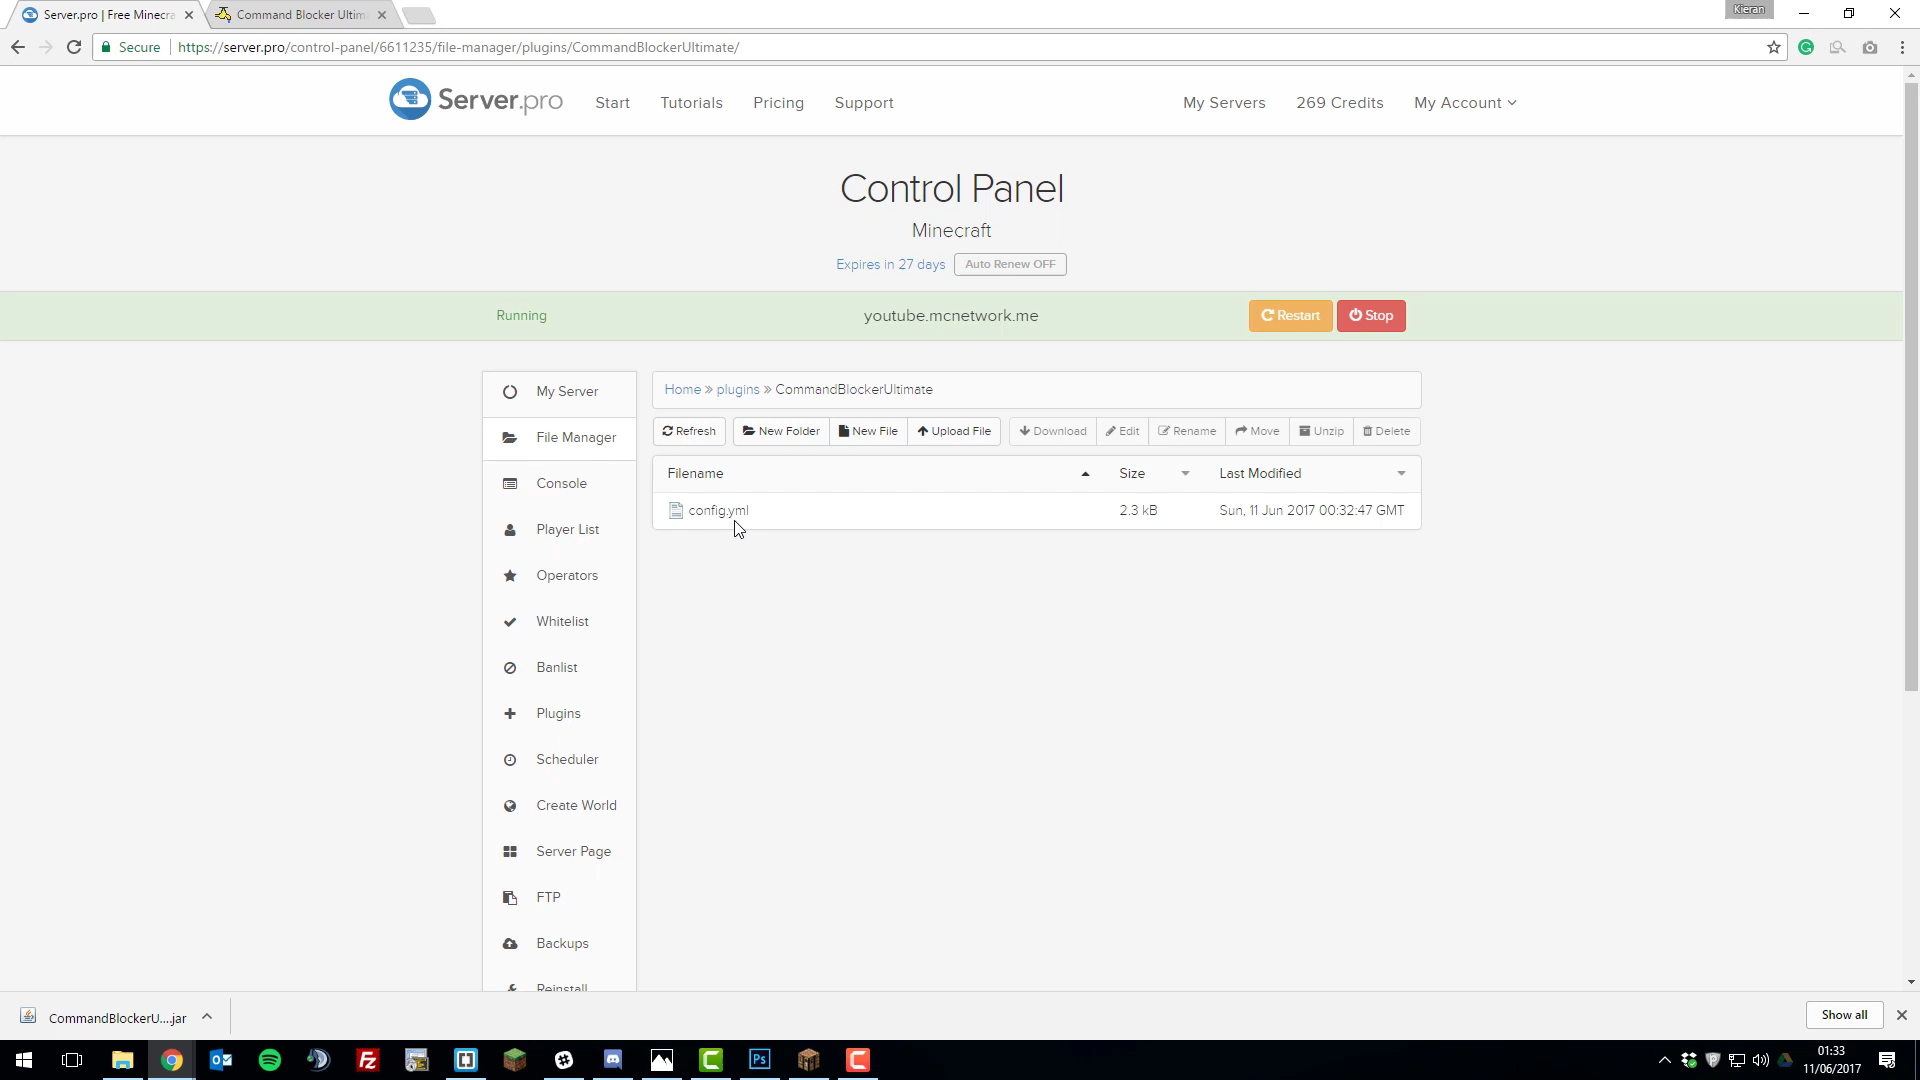 Server.pro | Free Minecra
Command Blocker Ultim
Kieran
Secure
https://server.pro/control-panel/6611235/file-manager/plugins/CommandBlockerUltimate/
Server.pro
Start
Tutorials
Pricing
Support
My Servers
269 Credits
My Account
Control Panel
Minecraft
Expires in 27 days
Auto Renew OFF
Running
youtube.mcnetwork.me
Restart
Stop
My Server
File Manager
Console
Player List
Operators
Whitelist
Banlist
Plugins
Scheduler
Create World
Server Page
FTP
Backups
Reinstall
Home » plugins » CommandBlockerUltimate
Refresh
New Folder
New File
Upload File
Download
Edit
Rename
Move
Unzip
Delete
Filename
Size
Last Modified
config.yml
2.3 kB
Sun, 11 Jun 2017 00:32:47 GMT
CommandBlockerU....jar
Show all
01:33
11/06/2017